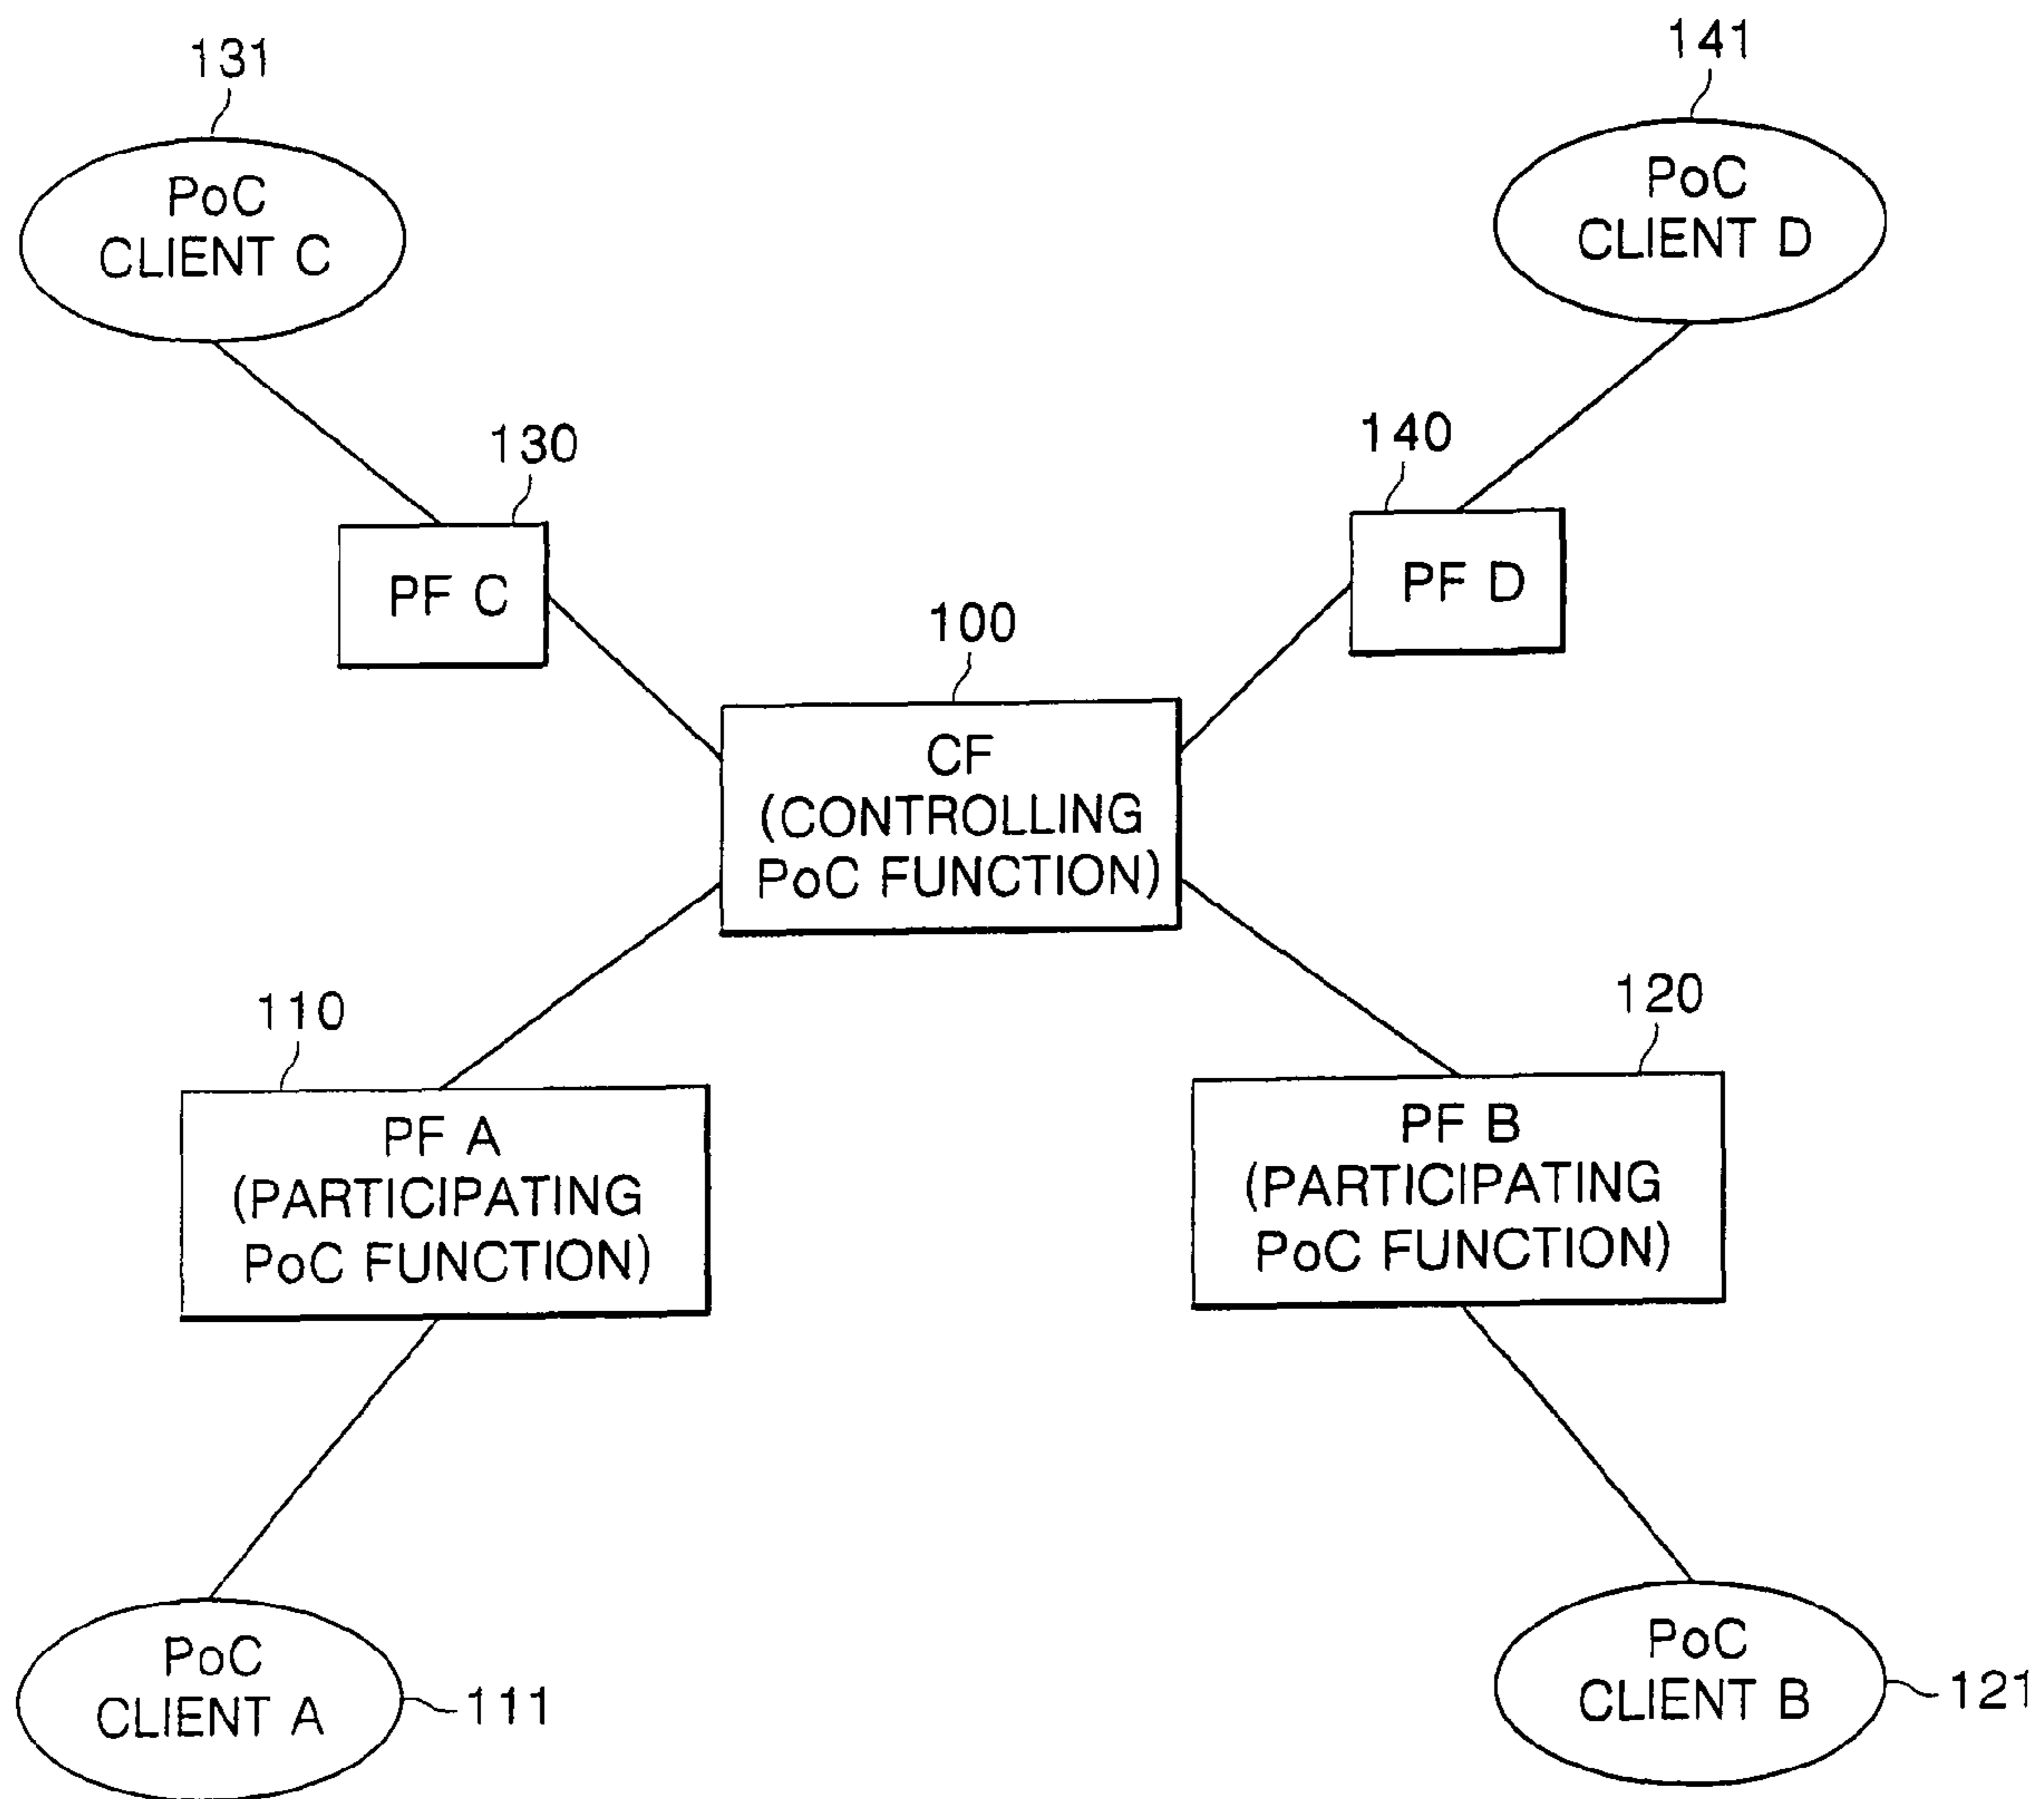 131
141
PoC
CLIENT C
PoC
CLIENT D
130
140
PF C
PF D
100
CF
(CONTROLLING
PoC FUNCTION)
110
120
PF A
(PARTICIPATING
PoC FUNCTION)
PF B
(PARTICIPATING
PoC FUNCTION)
PoC
CLIENT A
111
PoC
CLIENT B
121